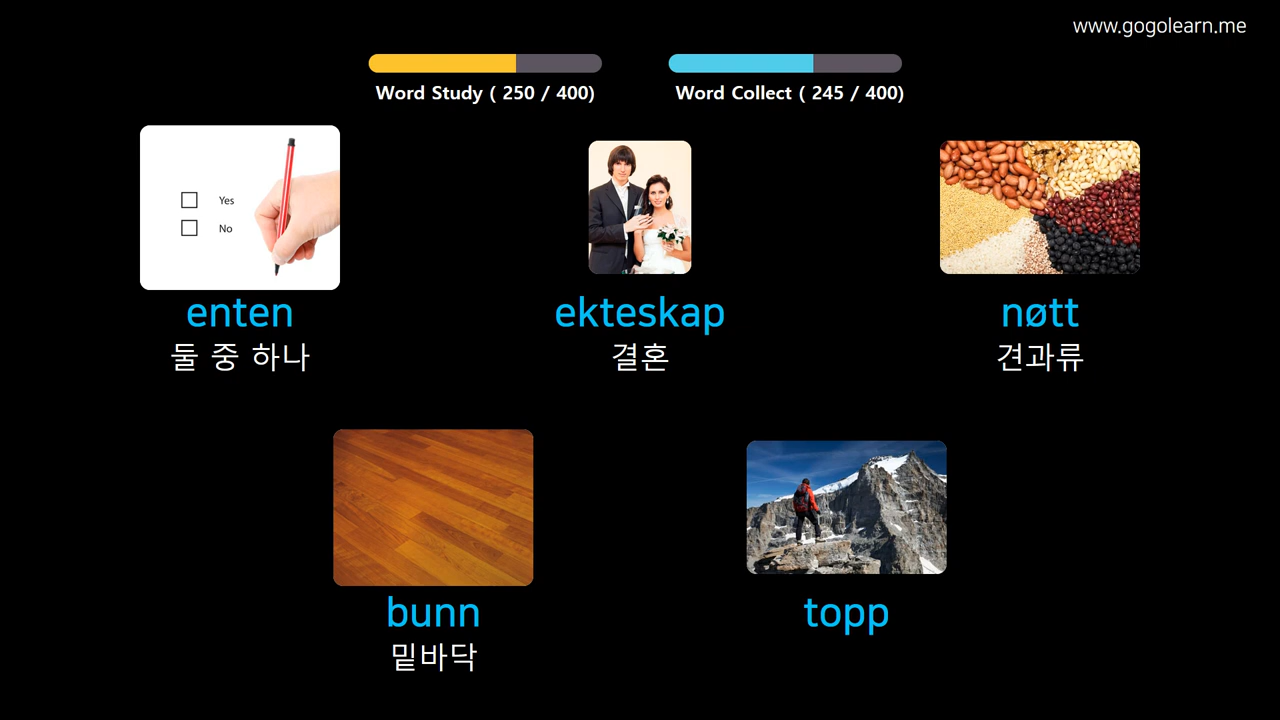 www.gogolearn.me
Word Study ( 250 / 400)
Word Collect ( 245 / 400)
Yes
No
enten
둘 중 하나
ekteskap
결혼
nøtt
견과류
bunn
밑바닥
topp